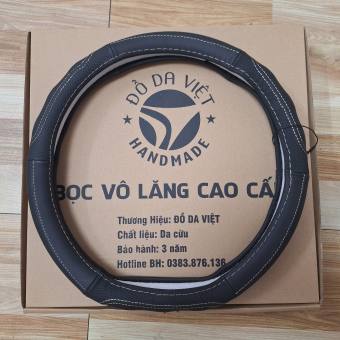 ĐỒ DA VIỆT
HANDMADE
BỌC VÔ LĂNG CAO CẤ
Thương Hiệu: ĐỒ DA VIỆT
Chất liệu: Da cừu
Bảo hành: 3 năm
Hotline BH: 0383.876.136